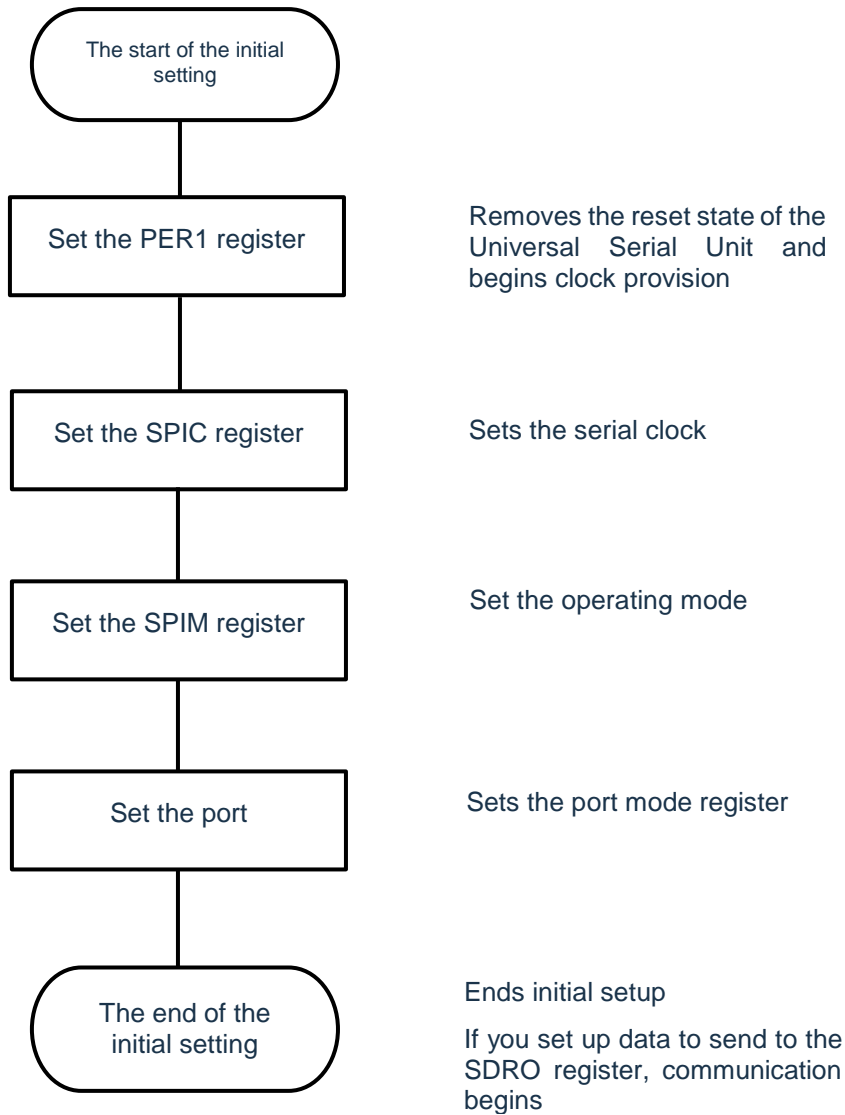 The start of the initial
setting
Set the PER1 register
Removes the reset state of the
Universal Serial Unit and
begins clock provision
Set the SPIC register
Sets the serial clock
Set the SPIM register
Set the operating mode
Set the port
Sets the port mode register
The end of the
initial setting
Ends initial setup
If you set up data to send to the
SDRO register, communication
begins